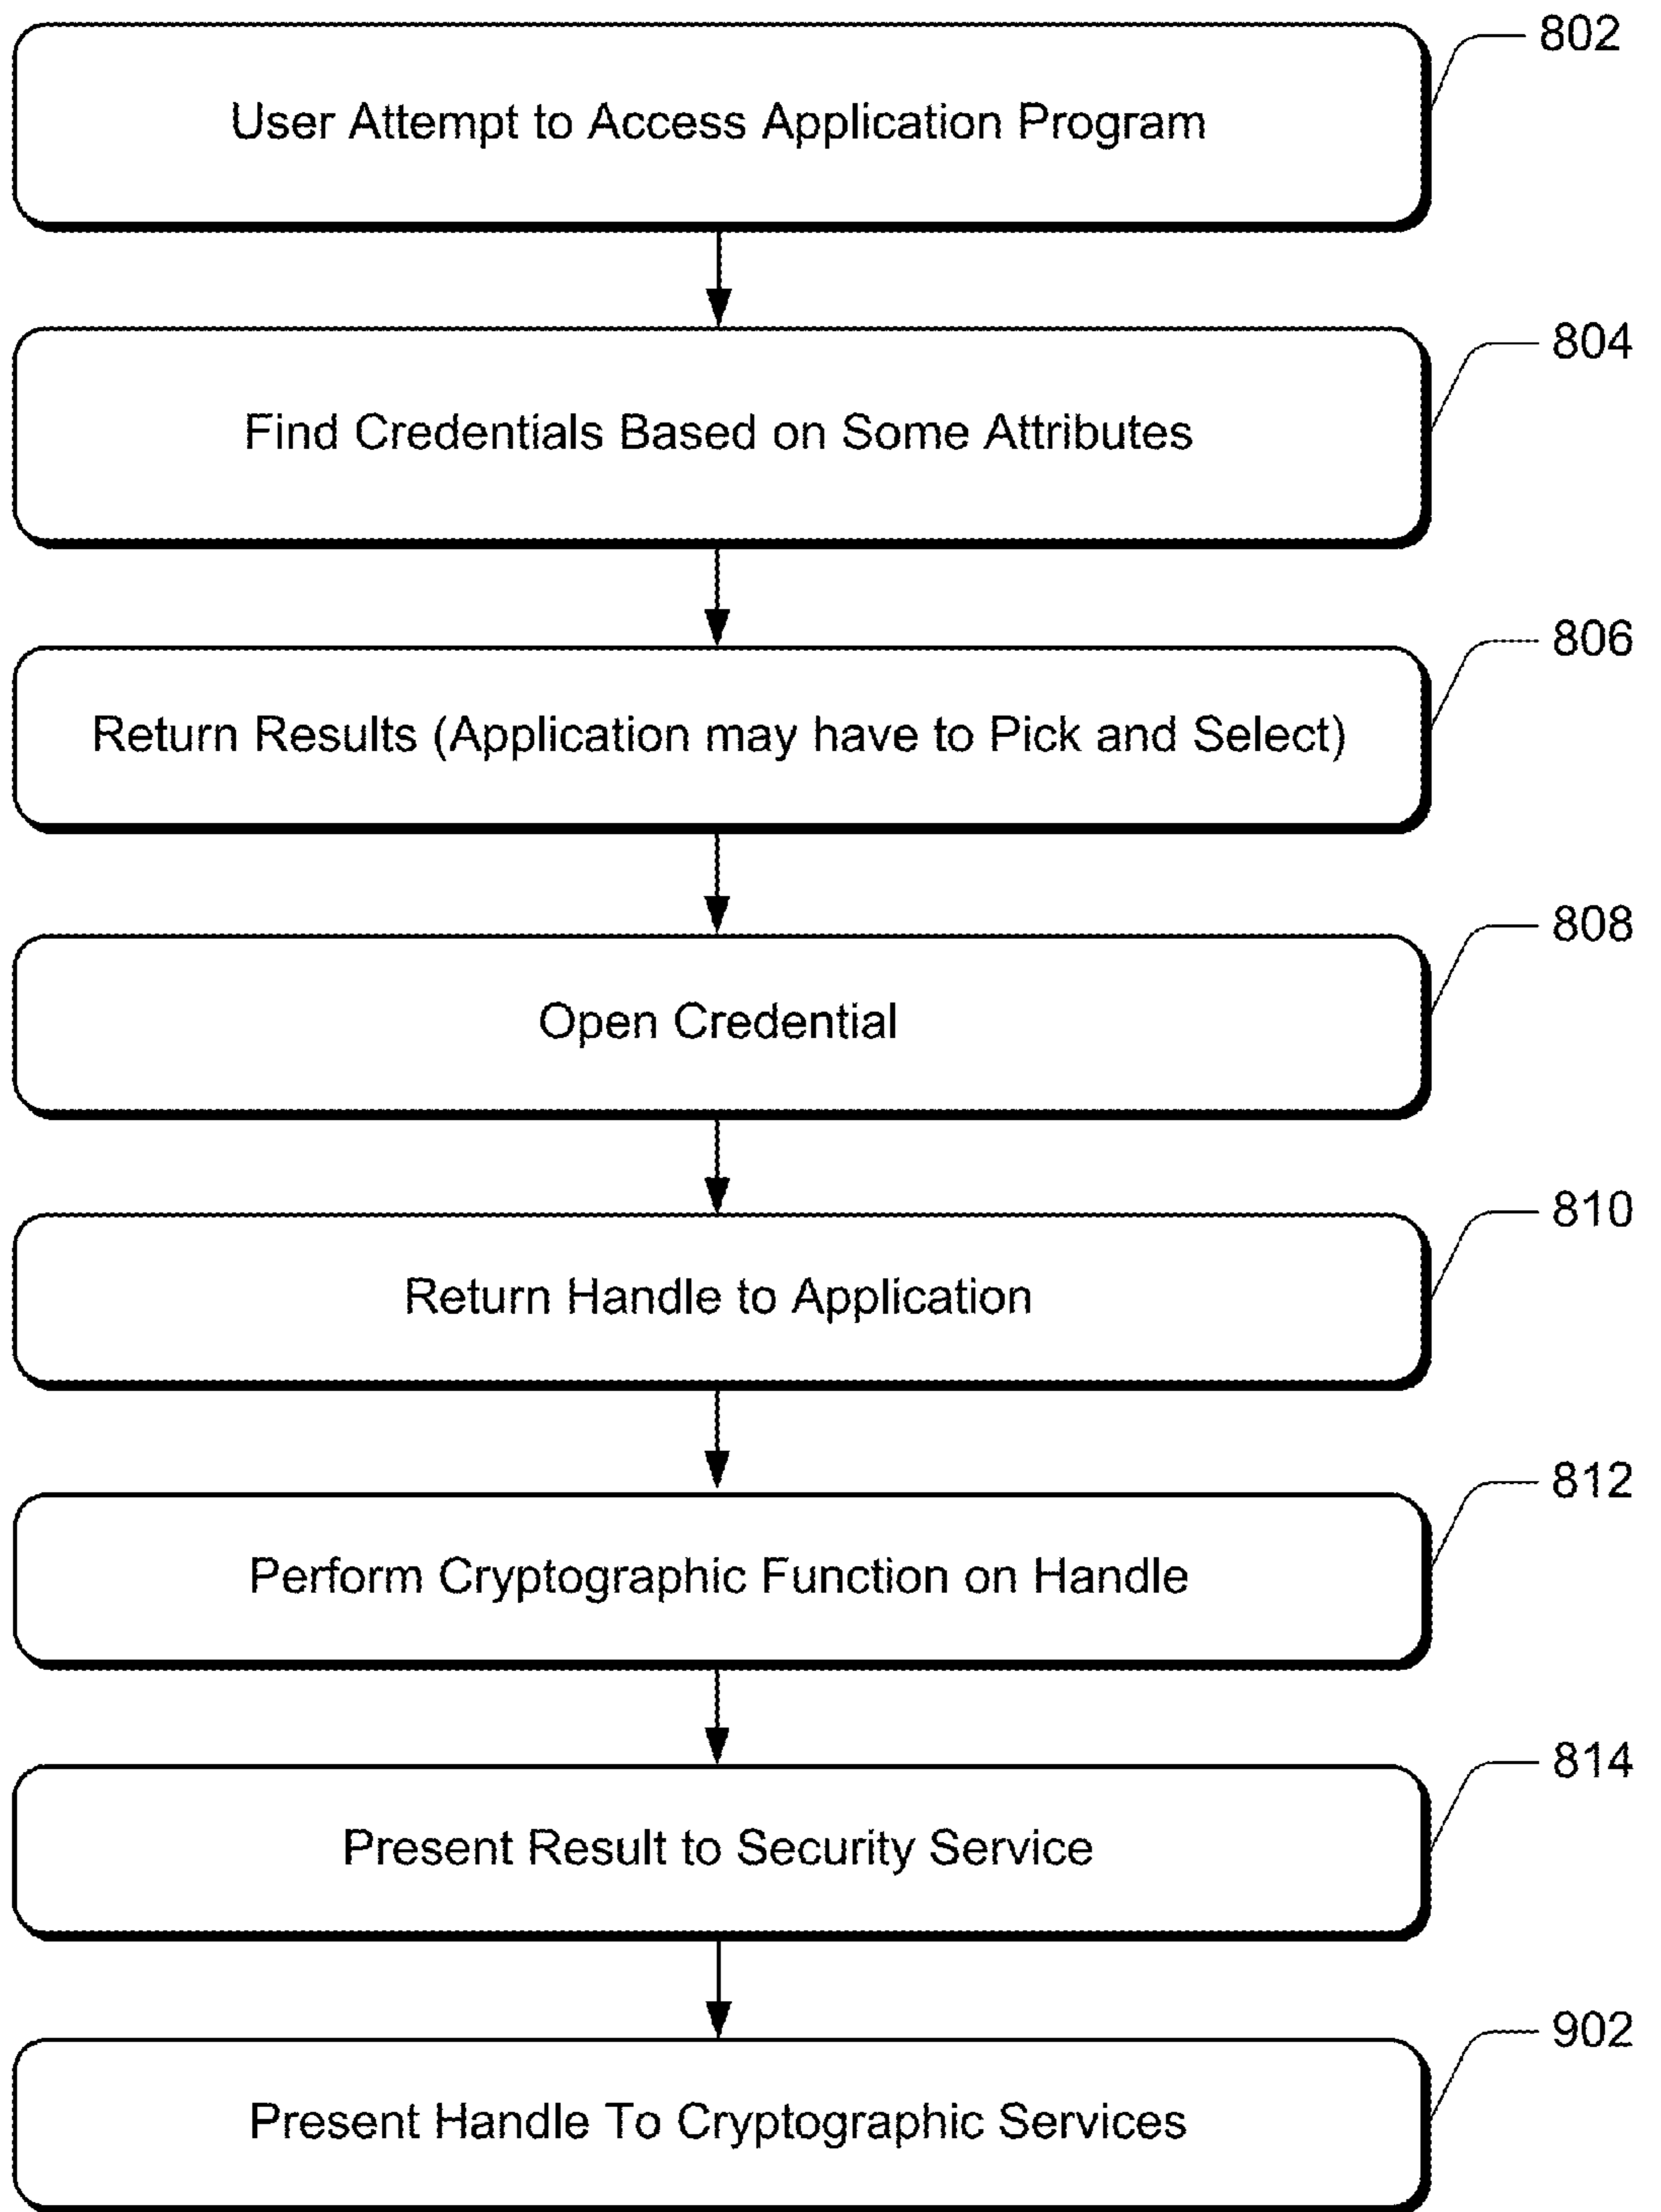 802
User Attempt to Access Application Program
804
Find Credentials Based on Some Attributes
806
Return Results (Application may have to Pick and Select)
808
Open Credential
810
Return Handle to Application
812
Perform Cryptographic Function on Handle
814
Present Result to Security Service
902
Present Handle To Cryptographic Services